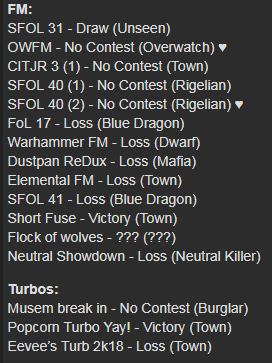 FM:
SFOL 31 - Draw (Unseen)
OWFM - No Contest (Overwatch) ♥
CITJR 3 (1) - No Contest (Town)
SFOL 40 (1) - No Contest (Rigelian)
SFOL 40 (2) - No Contest (Rigelian) ♥
FoL 17 - Loss (Blue Dragon)
Warhammer FM - Loss (Dwarf)
Dustpan ReDux - Loss (Mafia)
Elemental FM - Loss (Town)
SFOL 41 - Loss (Blue Dragon)
Short Fuse - Victory (Town)
Flock of wolves - ??? (???)
Neutral Showdown - Loss (Neutral Killer)
Turbos:
Musem break in - No Contest (Burglar)
Popcorn Turbo Yay! - Victory (Town)
Eevee's Turb 2k18 - Loss (Town)